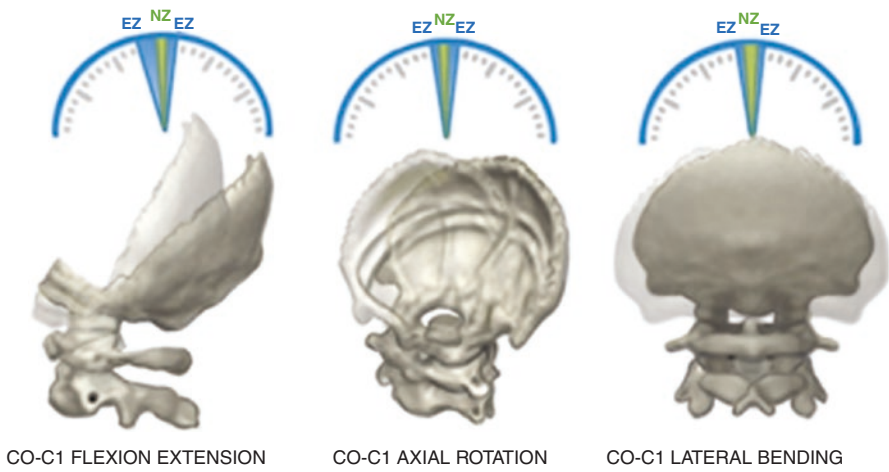 EZ NZ EZ
EZ NZ EZ
EZ NZ EZ
CO-C1 FLEXION EXTENSION
CO-C1 AXIAL ROTATION
CO-C1 LATERAL BENDING